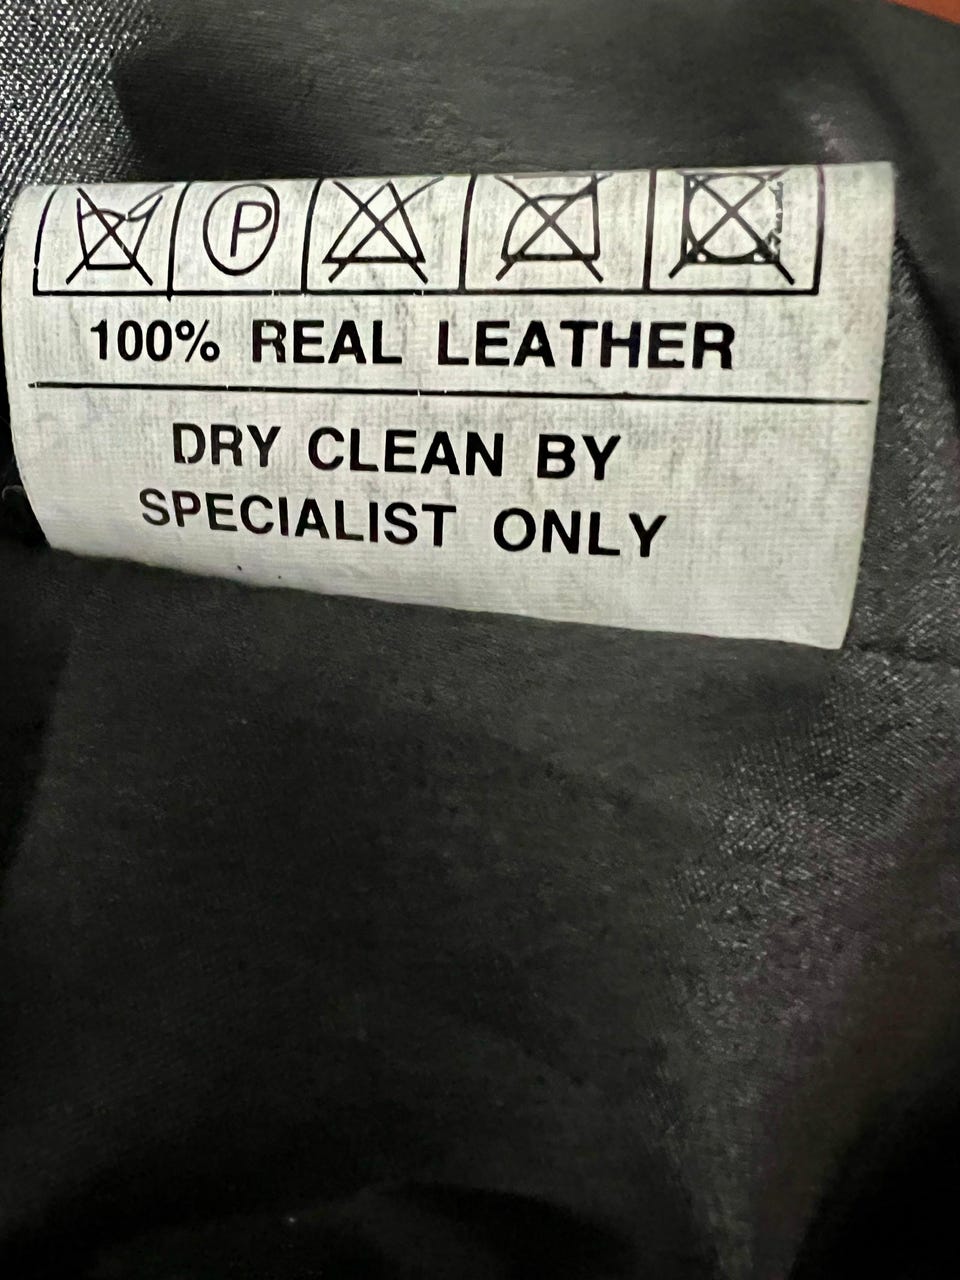 P
100% REAL LEATHER
DRY CLEAN BY
SPECIALIST ONLY